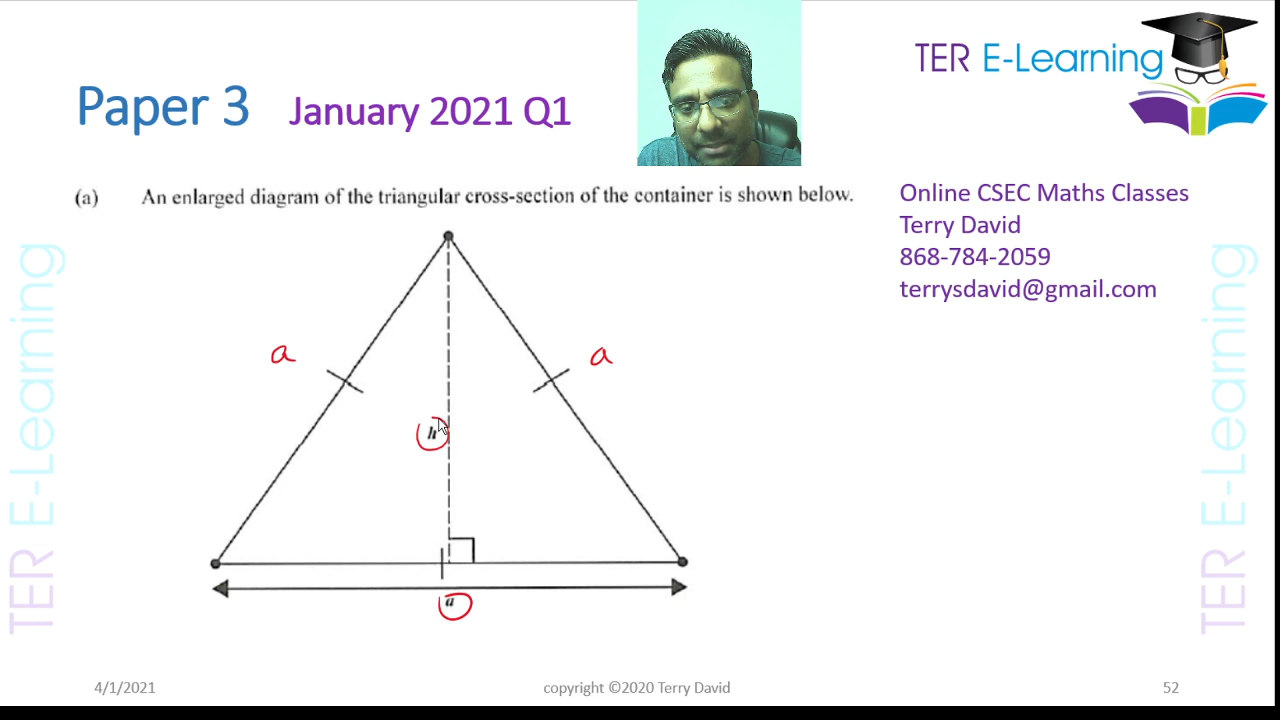 TER E-Learning
Paper 3 January 2021 Q1
(a) An enlarged diagram of the triangular cross-section of the container is shown below.
Online CSEC Maths Classes
Terry David
868-784-2059
terrysdavid@gmail.com
TER E-Learning
TER E-Learning
a
a
h
a
4/1/2021
copyright ©2020 Terry David
52